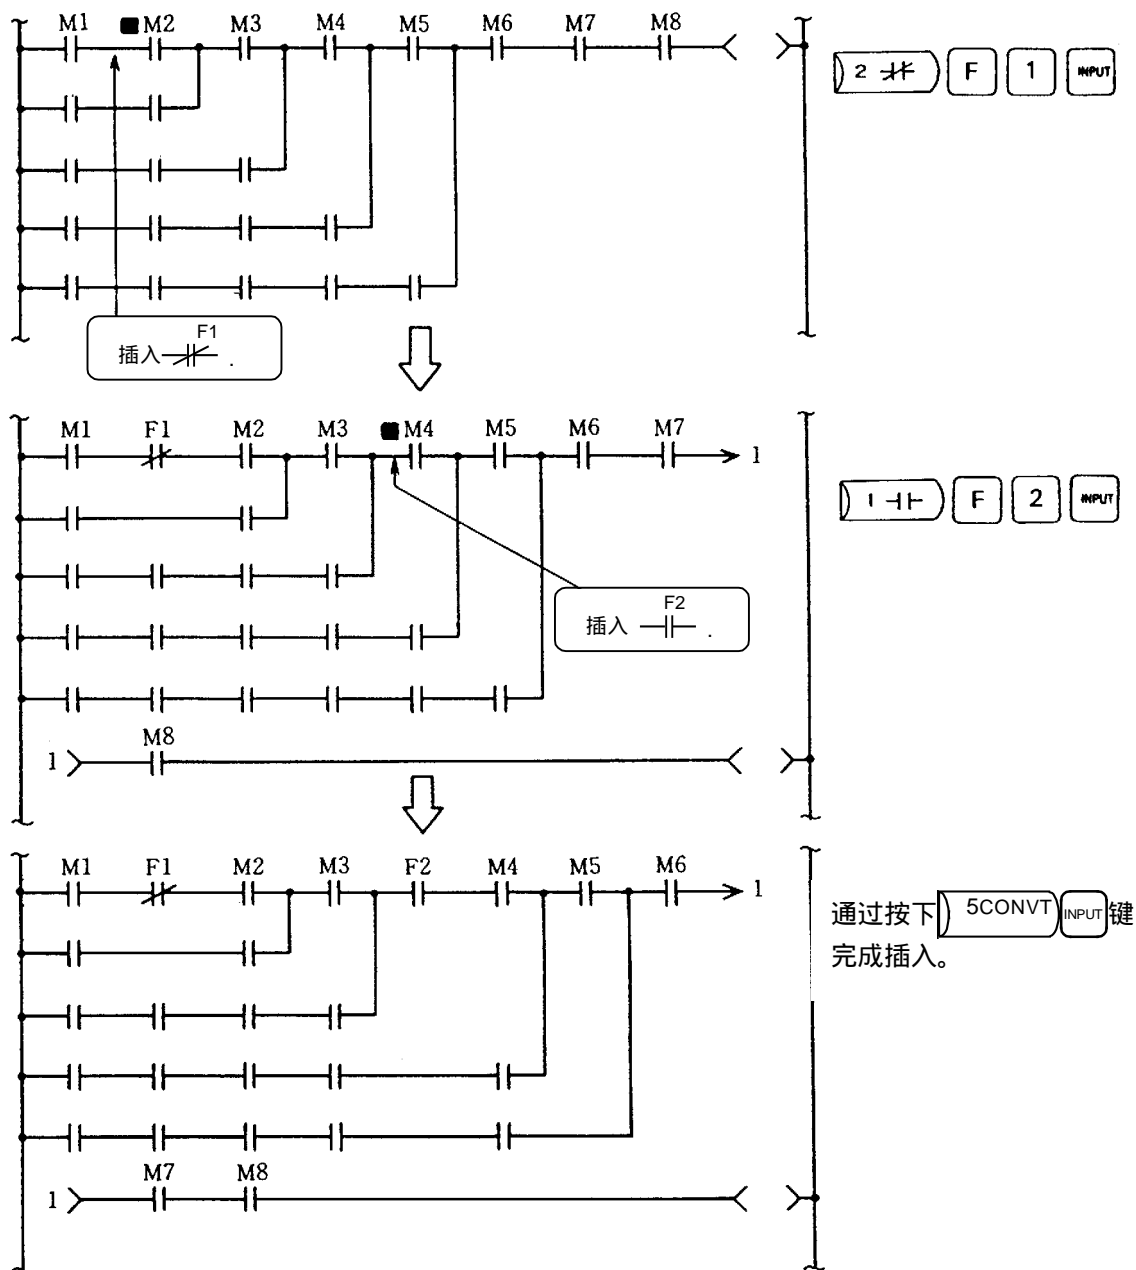 M1 M2 M3 M4 M5 M6 M7 M8
2 F 1 INPUT
F1
插入 .
M1 F1 M2 M3 M4 M5 M6 M7
1
1 F 2 INPUT
F2
插入 .
M8
1
M1 F1 M2 M3 F2 M4 M5 M6
1
通过按下 5CONVT INPUT 键
完成插入。
M7 M8
1